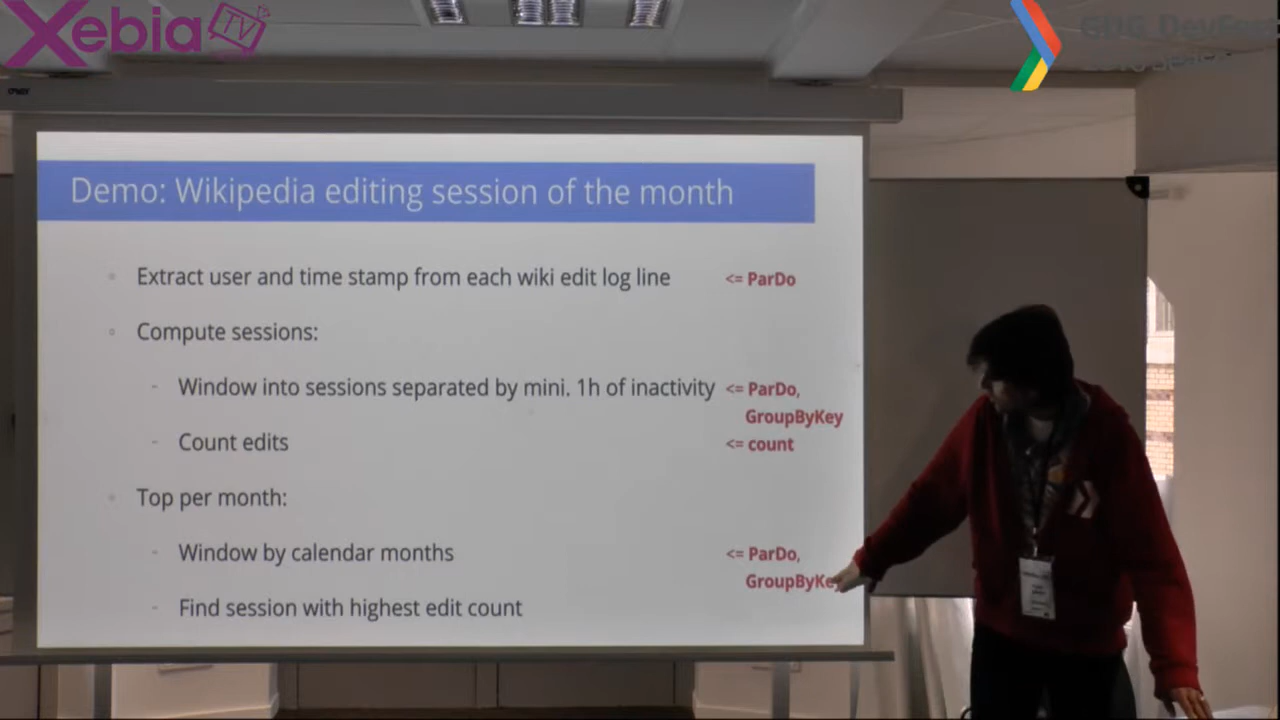 Xebia TV
GDG DevFest
Demo: Wikipedia editing session of the month
Extract user and time stamp from each wiki edit log line <= ParDo
Compute sessions:
- Window into sessions separated by mini. 1h of inactivity <= ParDo,
GroupByKey
- Count edits <= count
Top per month:
- Window by calendar months <= ParDo,
GroupByKey
- Find session with highest edit count